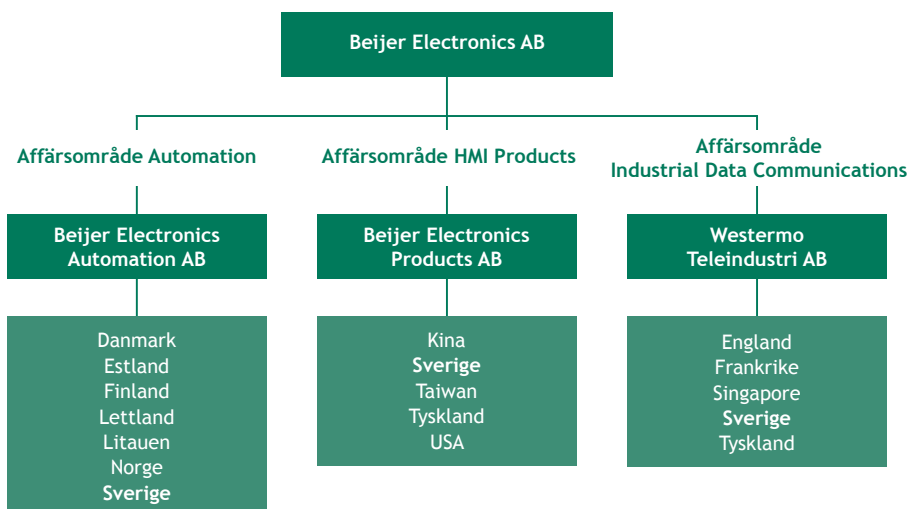 Beijer Electronics AB
Affärsområde Automation
Affärsområde HMI Products
Affärsområde
Industrial Data Communications
Beijer Electronics
Automation AB
Beijer Electronics
Products AB
Westermo
Teleindustri AB
Danmark
Estland
Finland
Lettland
Litauen
Norge
Sverige
Kina
Sverige
Taiwan
Tyskland
USA
England
Frankrike
Singapore
Sverige
Tyskland